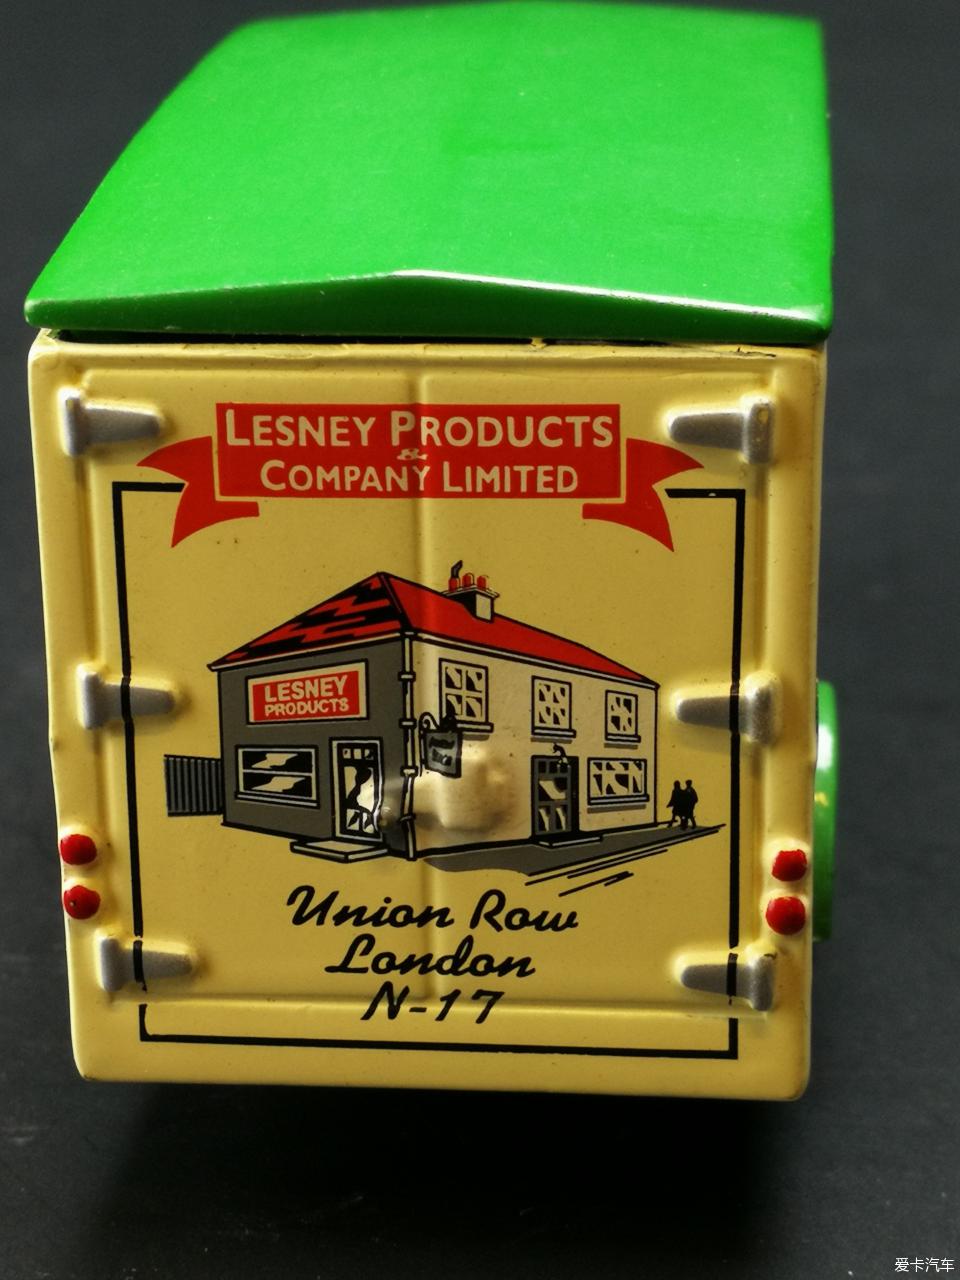 LESNEY PRODUCTS
&
COMPANY LIMITED
LESNEY
PRODUCTS
Union Row
London
N-17
爱卡汽车